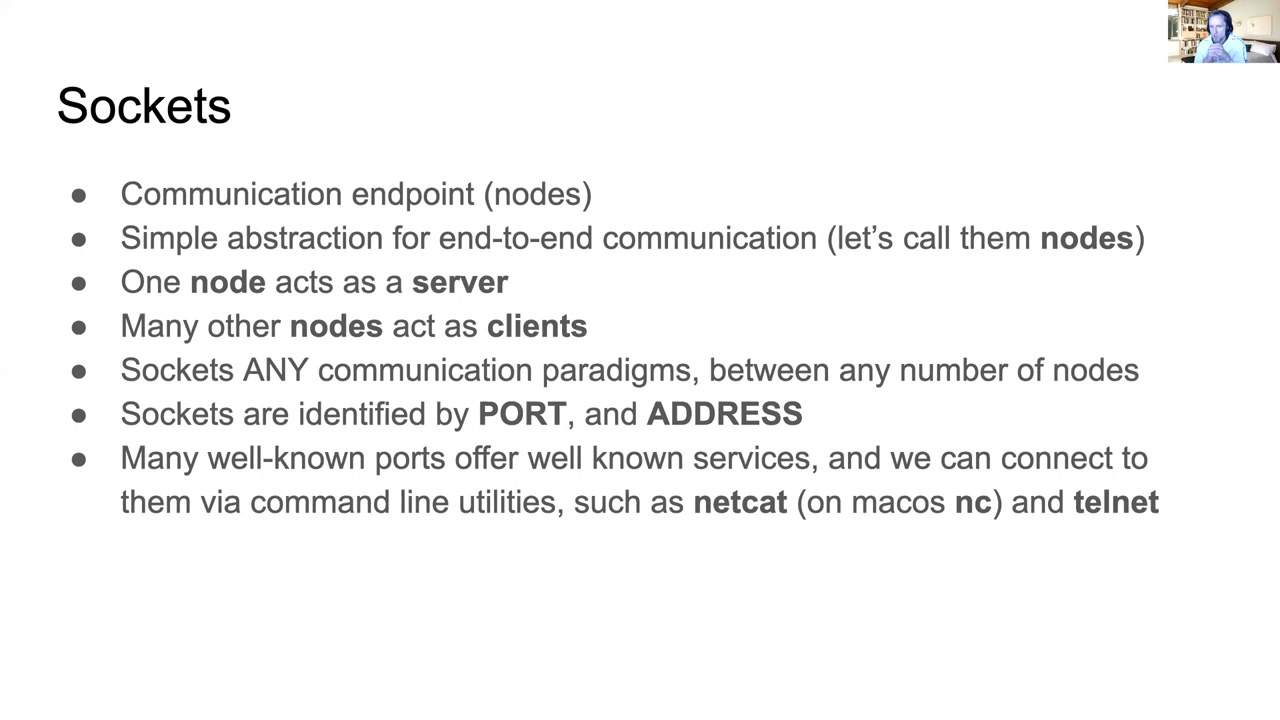 Sockets
● Communication endpoint (nodes)
● Simple abstraction for end-to-end communication (let’s call them nodes)
● One node acts as a server
● Many other nodes act as clients
● Sockets ANY communication paradigms, between any number of nodes
● Sockets are identified by PORT, and ADDRESS
● Many well-known ports offer well known services, and we can connect to
them via command line utilities, such as netcat (on macos nc) and telnet